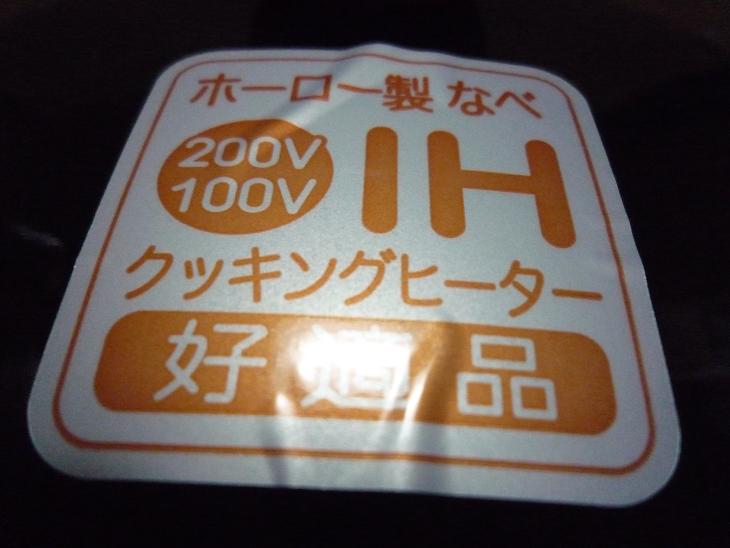 ホーロー製 なべ
200V
100V
IH
クッキングヒーター
好適品